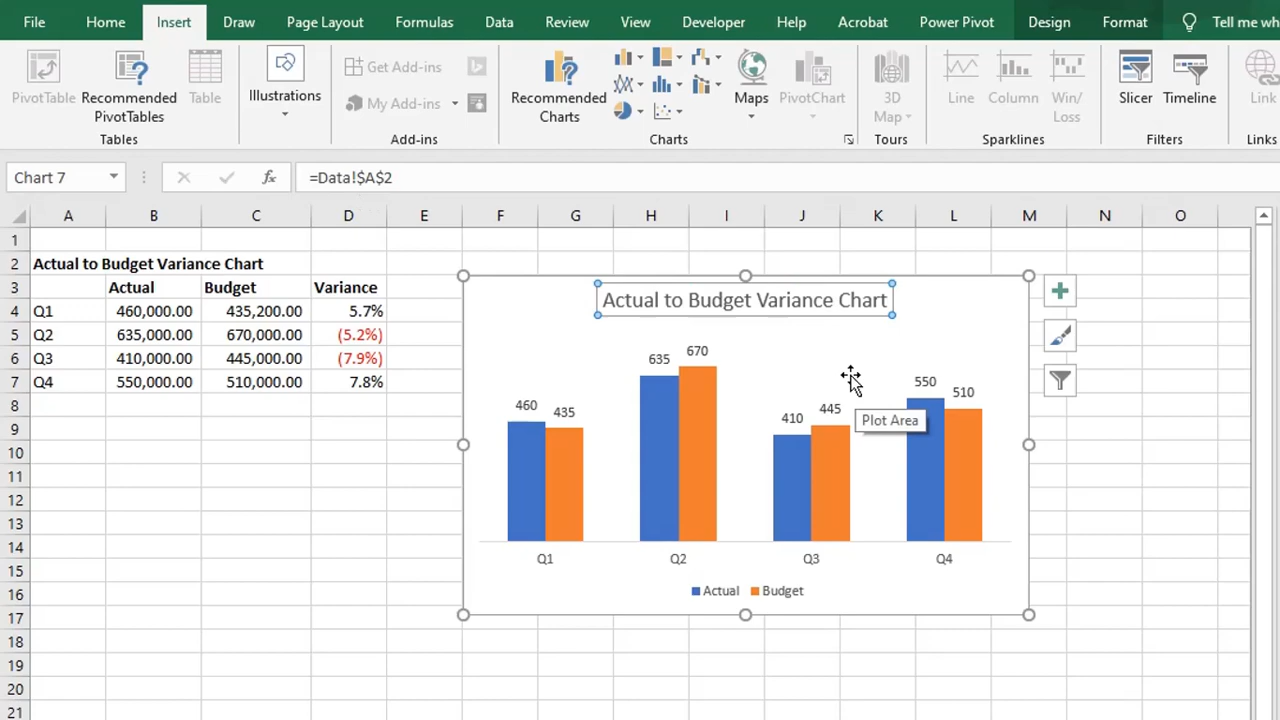 File Home Insert Draw Page Layout Formulas Data Review View Developer Help Acrobat Power Pivot Design Format Tell me wh
PivotTable
Recommended
PivotTables
Table
Tables
Illustrations
Get Add-ins
My Add-ins
Add-ins
Recommended
Charts
Charts
Maps
PivotChart
3D
Map
Tours
Line
Column
Win/
Loss
Sparklines
Slicer
Timeline
Filters
Link
Links
Chart 7 fx =Data!$A$2
A B C D E F G H I J K L M N O
1
2 Actual to Budget Variance Chart
3 Actual Budget Variance
4 Q1 460,000.00 435,200.00 5.7%
5 Q2 635,000.00 670,000.00 (5.2%)
6 Q3 410,000.00 445,000.00 (7.9%)
7 Q4 550,000.00 510,000.00 7.8%
8
9
10
11
12
13
14
15
16
17
18
19
20
21
Actual to Budget Variance Chart
460 435 635 670 410 445 550 510
Plot Area
Q1 Q2 Q3 Q4
Actual Budget